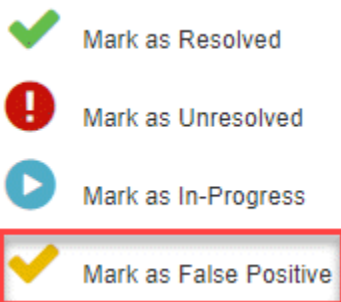 Mark as Resolved
Mark as Unresolved
Mark as In-Progress
Mark as False Positive